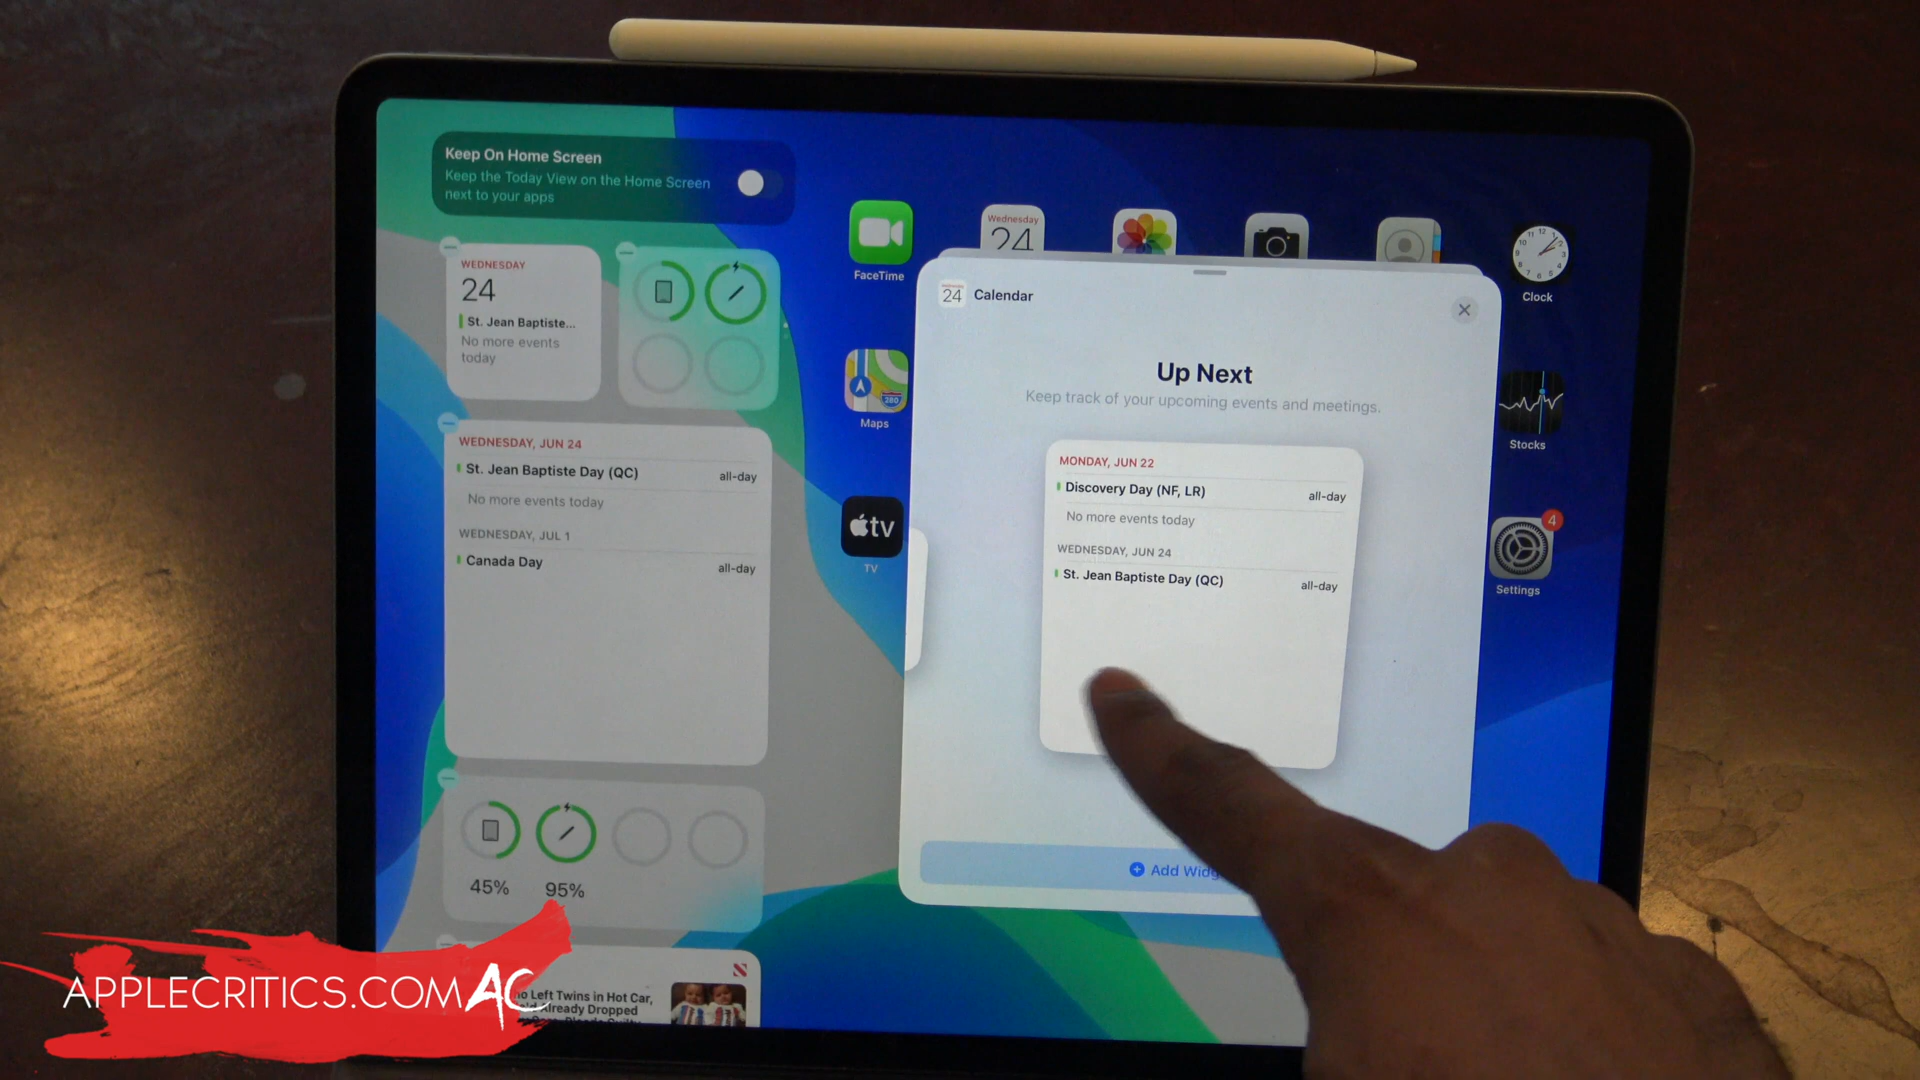 Keep On Home Screen
Keep the Today View on the Home Screen
next to your apps
WEDNESDAY
24
St. Jean Baptiste...
No more events
today
WEDNESDAY, JUN 24
St. Jean Baptiste Day (QC) all-day
No more events today
WEDNESDAY, JUL 1
Canada Day all-day
45% 95%
Left Twins in Hot Car,
Already Dropped
FaceTime
Wednesday
24
Clock
280
Maps
tv
TV
Stocks
4
Settings
24
Calendar
Up Next
Keep track of your upcoming events and meetings.
MONDAY, JUN 22
Discovery Day (NF, LR) all-day
No more events today
WEDNESDAY, JUN 24
St. Jean Baptiste Day (QC) all-day
Add
APPLECRITICS.COM AC